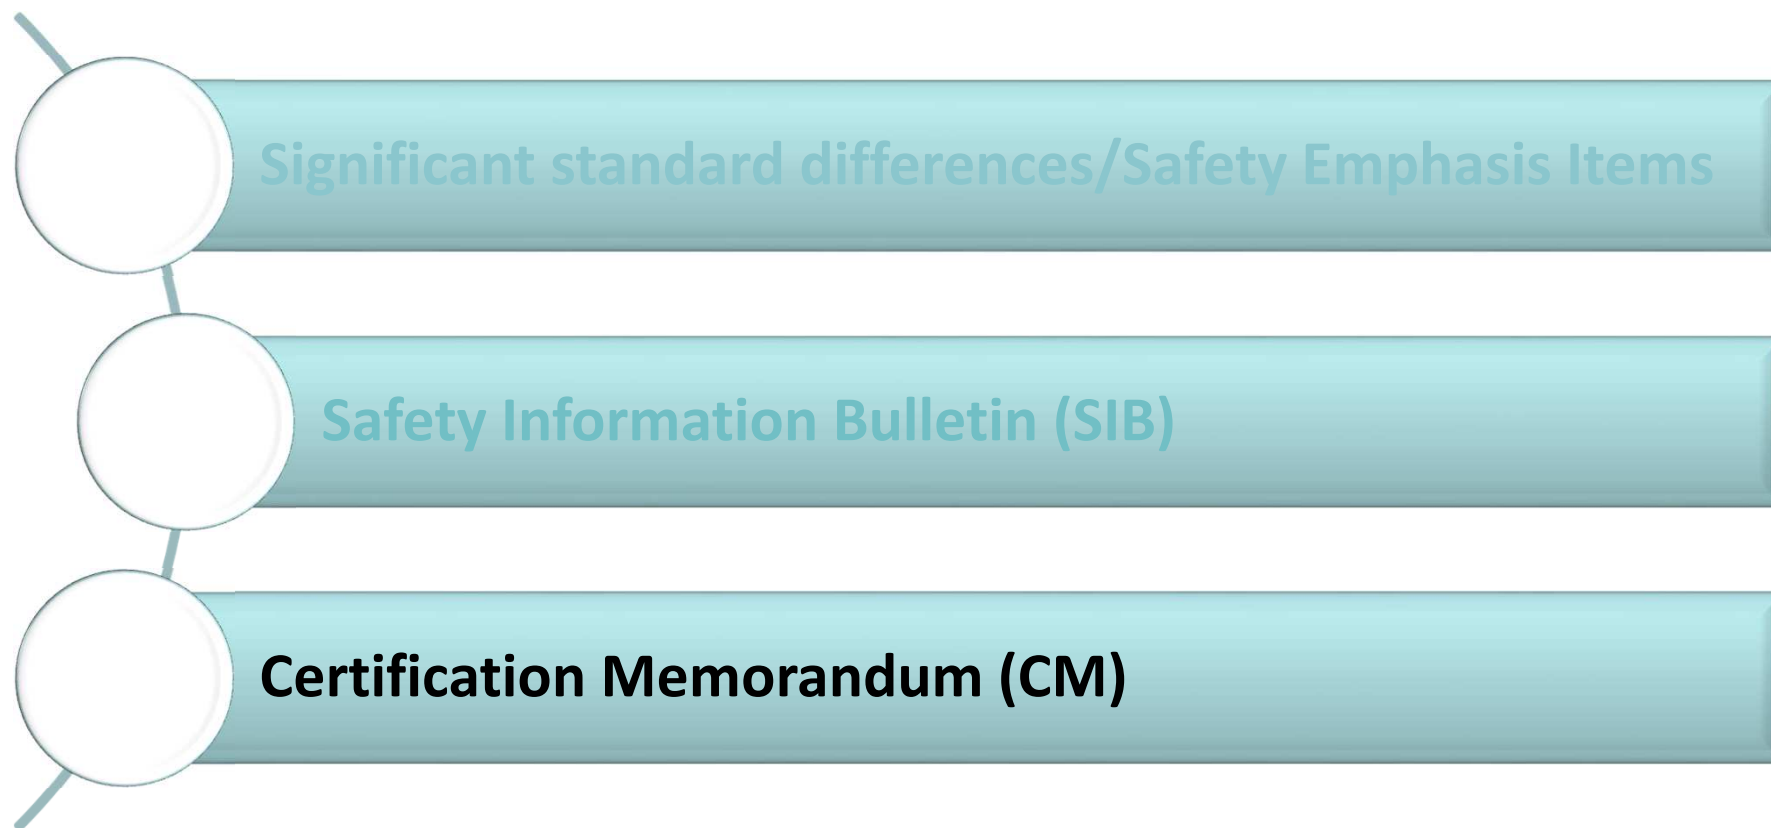 Significant standard differences/Safety Emphasis Items
Safety Information Bulletin (SIB)
Certification Memorandum (CM)